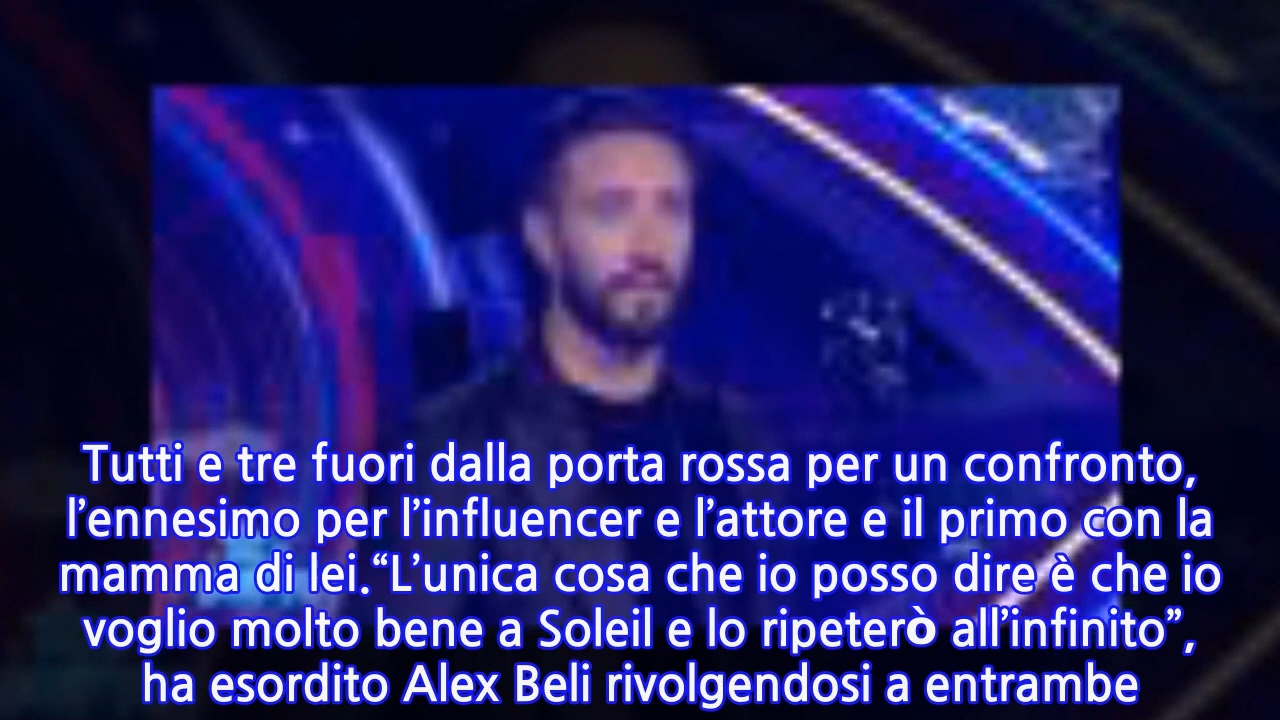 Tutti e tre fuori dalla porta rossa per un confronto,
l’ennesimo per l’influencer e l’attore e il primo con la
mamma di lei.“L’unica cosa che io posso dire è che io
voglio molto bene a Soleil e lo ripeterò all’infinito”,
ha esordito Alex Beli rivolgendosi a entrambe